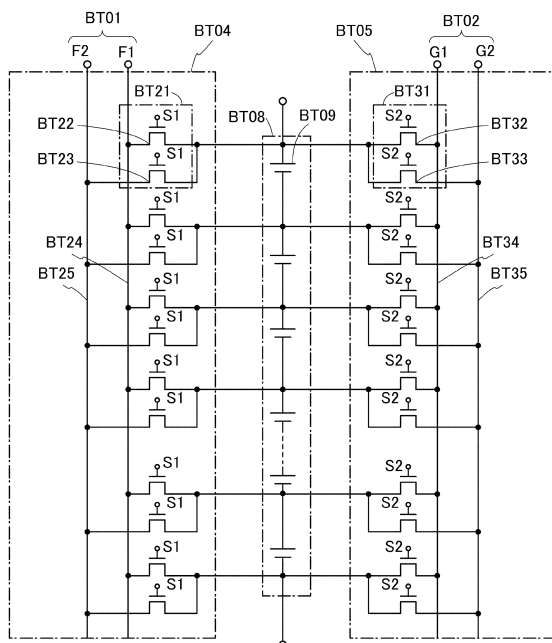 BT01 BT02
F2 F1 BT04 BT05 G1 G2
BT21 BT31
S1 BT08 BT09 S2
BT22 BT32
S1 S2
BT23 BT33
S1 S2
BT24 S1 S2 BT34
BT25 S1 S2 BT35
S1 S2
S1 S2
S1 S2
S1 S2
S1 S2
S1 S2
S1 S2